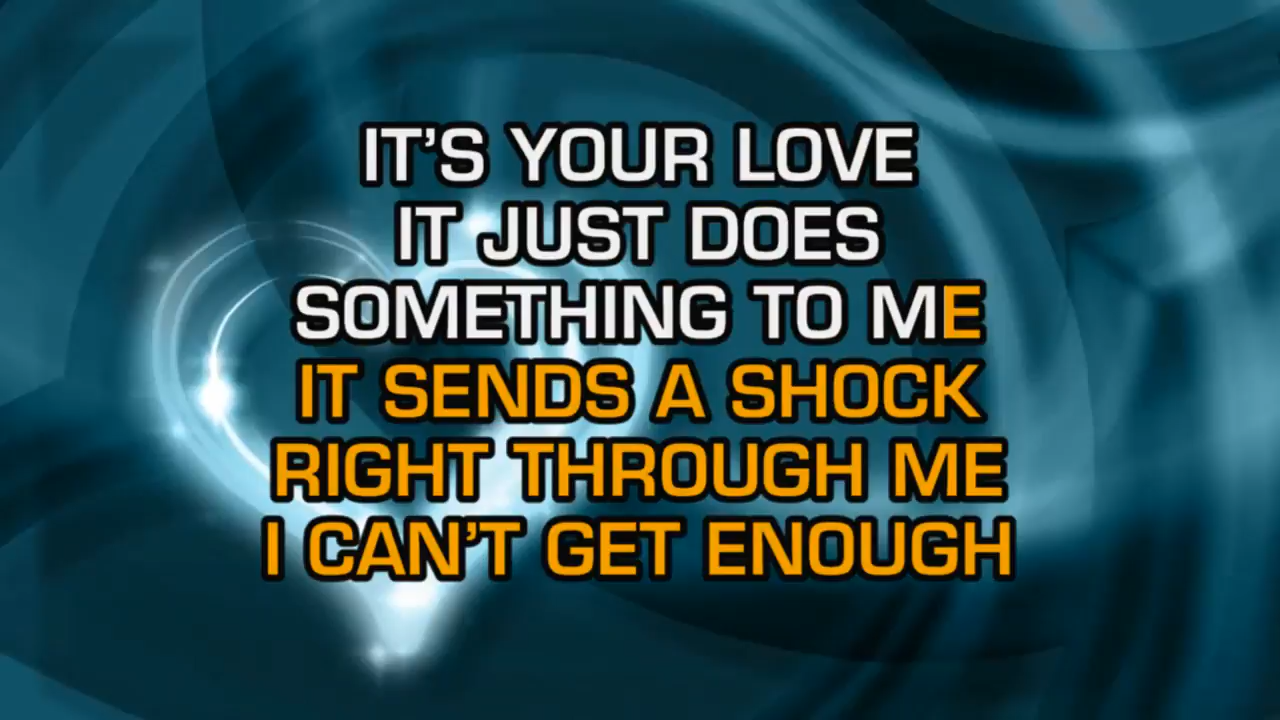 IT'S YOUR LOVE
IT JUST DOES
SOMETHING TO ME
IT SENDS A SHOCK
RIGHT THROUGH ME
I CAN'T GET ENOUGH